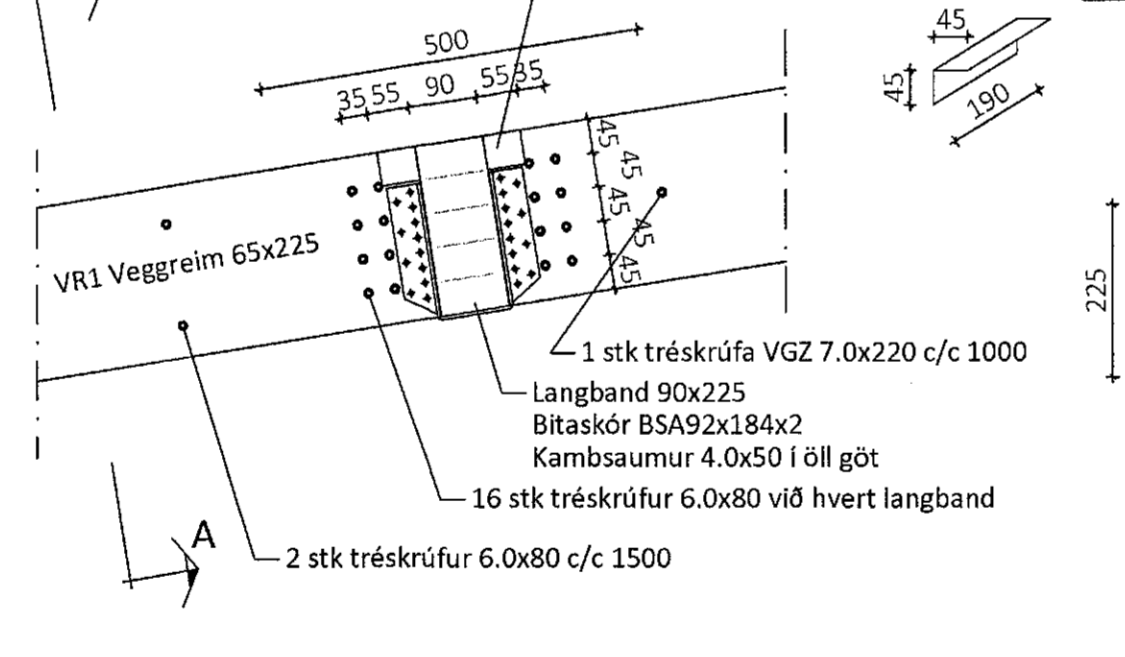 500
35 55 90 55 35
45
45
190
45
45
45
45
45
VR1 Veggreim 65x225
225
1 stk tréskrúfa VGZ 7.0x220 c/c 1000
Langband 90x225
Bitaskór BSA92x184x2
Kambsaumur 4.0x50 í öll göt
16 stk tréskrúfur 6.0x80 við hvert langband
A
2 stk tréskrúfur 6.0x80 c/c 1500